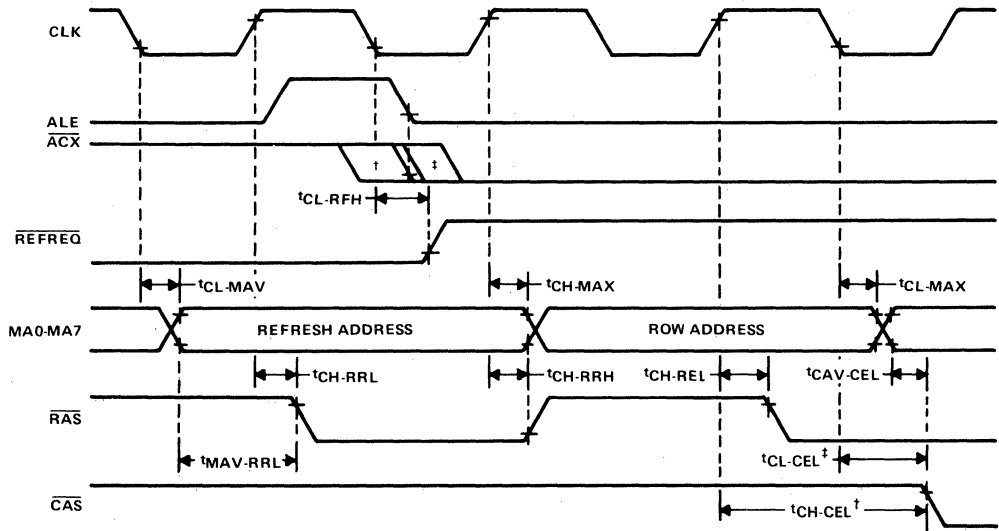 CLK
ALE
ACX
† ‡
tCL-RFH
REFREQ
tCL-MAV tCH-MAX tCL-MAX
MA0-MA7 REFRESH ADDRESS ROW ADDRESS
tCH-RRL tCH-RRH tCH-REL tCAV-CEL
RAS
tMAV-RRL tCL-CEL‡
CAS tCH-CEL†